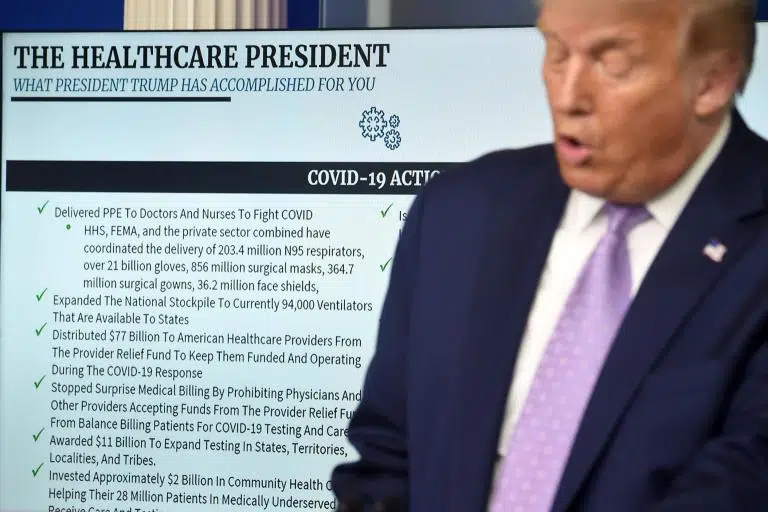 THE HEALTHCARE PRESIDENT
WHAT PRESIDENT TRUMP HAS ACCOMPLISHED FOR YOU
COVID-19
Delivered PPE To Doctors And Nurses To Fight COVID
HHS, FEMA, and the private sector combined have
coordinated the delivery of 203.4 million N95 respirators,
over 21 billion gloves, 856 million surgical masks, 364.7
million surgical gowns, 36.2 million face shields,
Expanded The National Stockpile To Currently 94,000 Ventilators
That Are Available To States
Distributed $77 Billion To American Healthcare Providers From
The Provider Relief Fund To Keep Them Funded And Operating
During The COVID-19 Response
Stopped Surprise Medical Billing By Prohibiting Physicians And
Other Providers Accepting Funds From The Provider Relief
From Balance Billing Patients For COVID-19 Testing And Care
Awarded $11 Billion To Expand Testing In States, Territories,
Localities, And Tribes.
Invested Approximately $2 Billion In Community Health
Helping Their 28 Million Patients In Medically Underserved
Receive Care And